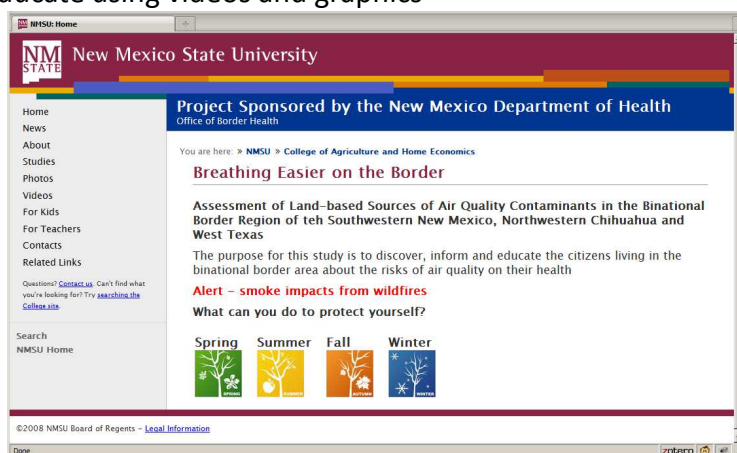 educate using videos and graphics
NMSU: Home
NM
STATE
New Mexico State University
Home
News
About
Studies
Photos
Videos
For Kids
For Teachers
Contacts
Related Links
Questions? Contact us. Can't find what
you're looking for? Try searching the
College site.
Search
NMSU Home
Project Sponsored by the New Mexico Department of Health
Office of Border Health
You are here: » NMSU » College of Agriculture and Home Economics
Breathing Easier on the Border
Assessment of Land-based Sources of Air Quality Contaminants in the Binational
Border Region of teh Southwestern New Mexico, Northwestern Chihuahua and
West Texas
The purpose for this study is to discover, inform and educate the citizens living in the
binational border area about the risks of air quality on their health
Alert – smoke impacts from wildfires
What can you do to protect yourself?
Spring Summer Fall Winter
SPRING SUMMER AUTUMN WINTER
©2008 NMSU Board of Regents – Legal Information
Done
zotero